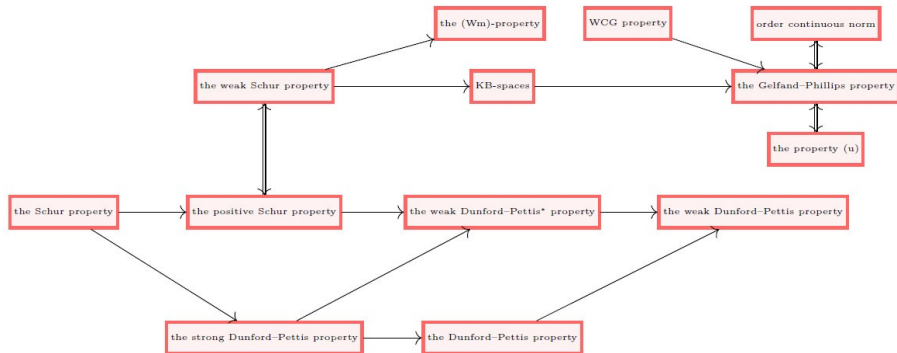 the (Wm)-property
WCG property
order continuous norm
the weak Schur property
KB-spaces
the Gelfand–Phillips property
the property (u)
the Schur property
the positive Schur property
the weak Dunford–Pettis* property
the weak Dunford–Pettis property
the strong Dunford–Pettis property
the Dunford–Pettis property